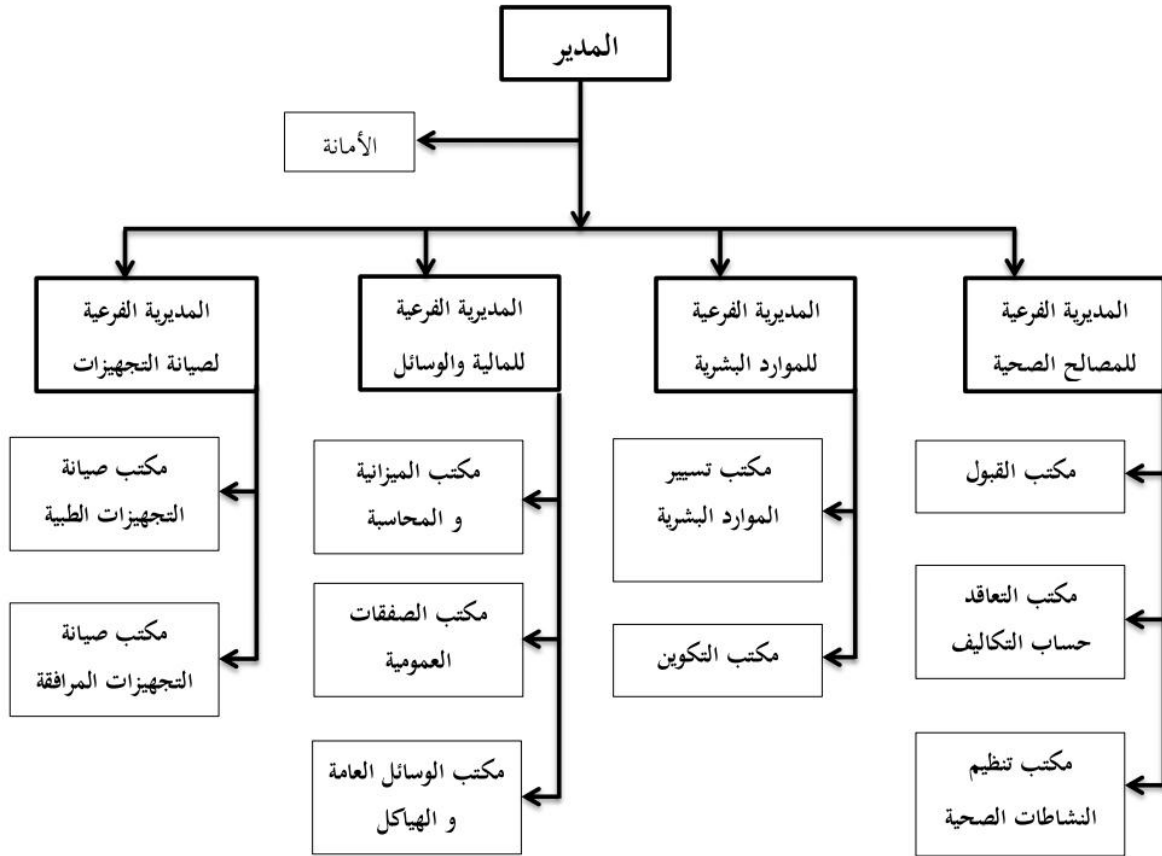 المدير
الأمانة
المديرية الفرعية
للمصالح الصحية
المديرية الفرعية
للموارد البشرية
المديرية الفرعية
للمالية والوسائل
المديرية الفرعية
لصيانة التجهيزات
مكتب القبول
مكتب التعاقد
حساب التكاليف
مكتب تنظيم
النشاطات الصحية
مكتب تسيير
الموارد البشرية
مكتب التكوين
مكتب الميزانية
و المحاسبة
مكتب الصفقات
العمومية
مكتب الوسائل العامة
و الهياكل
مكتب صيانة
التجهيزات الطبية
مكتب صيانة
التجهيزات المرافقة